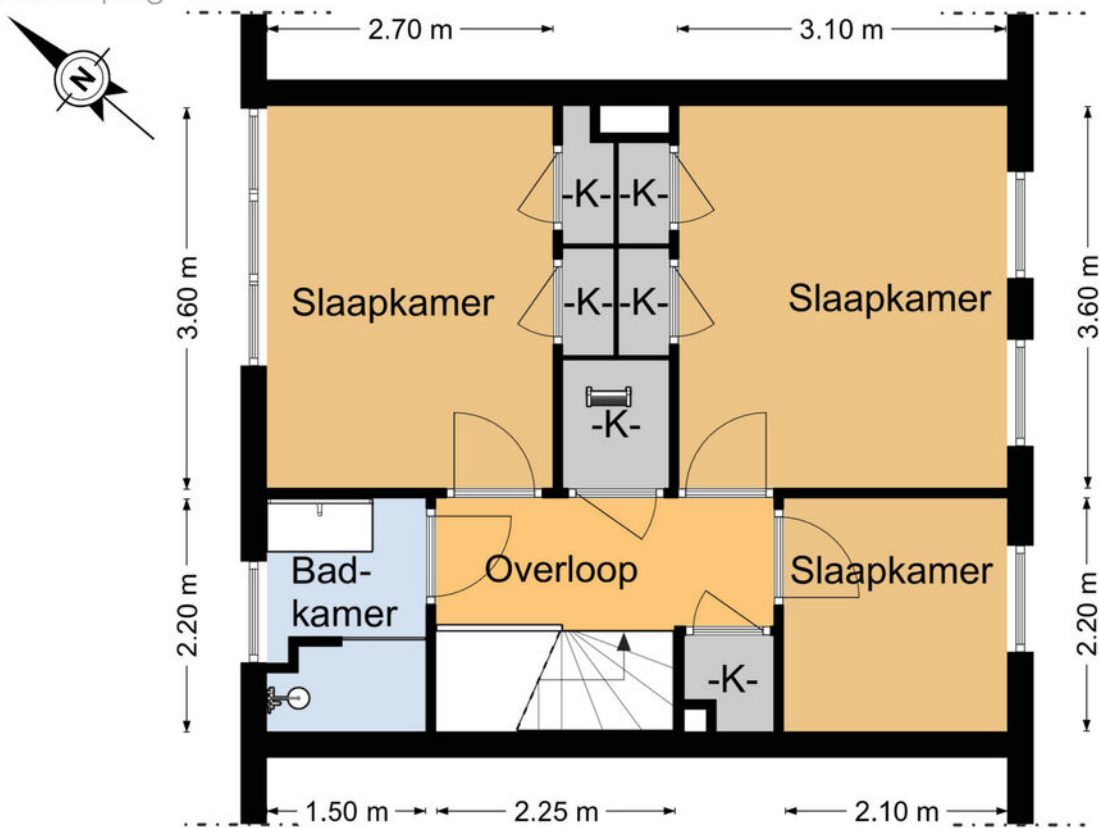 2.70 m
3.10 m
N
3.60 m
3.60 m
-K-
-K-
Slaapkamer
-K-
-K-
Slaapkamer
-K-
2.20 m
2.20 m
Bad-
kamer
Overloop
Slaapkamer
-K-
1.50 m
2.25 m
2.10 m